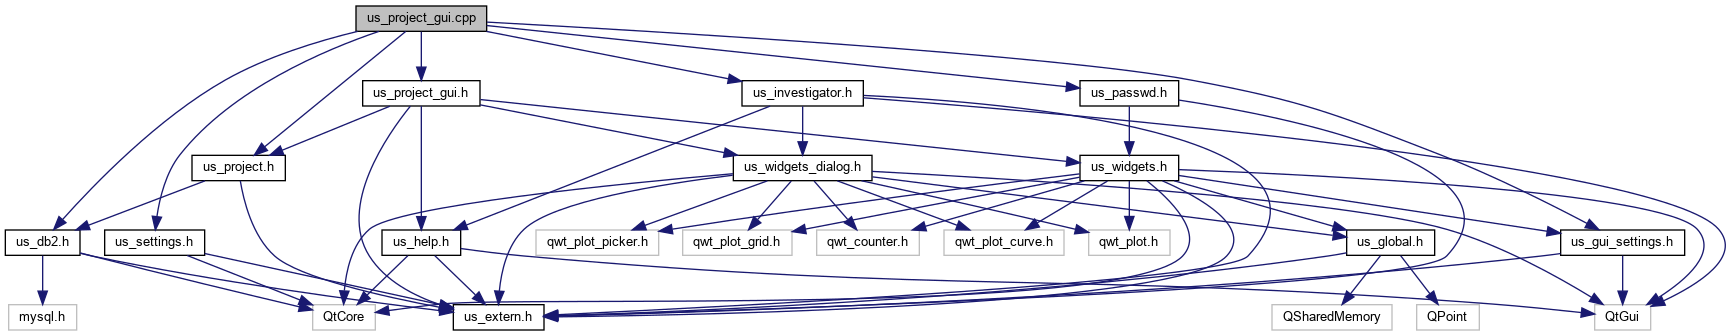 us_project_gui.cpp
us_project_gui.h
us_investigator.h
us_passwd.h
us_project.h
us_widgets_dialog.h
us_widgets.h
us_db2.h
us_settings.h
us_help.h
qwt_plot_picker.h
qwt_plot_grid.h
qwt_counter.h
qwt_plot_curve.h
qwt_plot.h
us_global.h
us_gui_settings.h
mysql.h
QtCore
us_extern.h
QSharedMemory
QPoint
QtGui